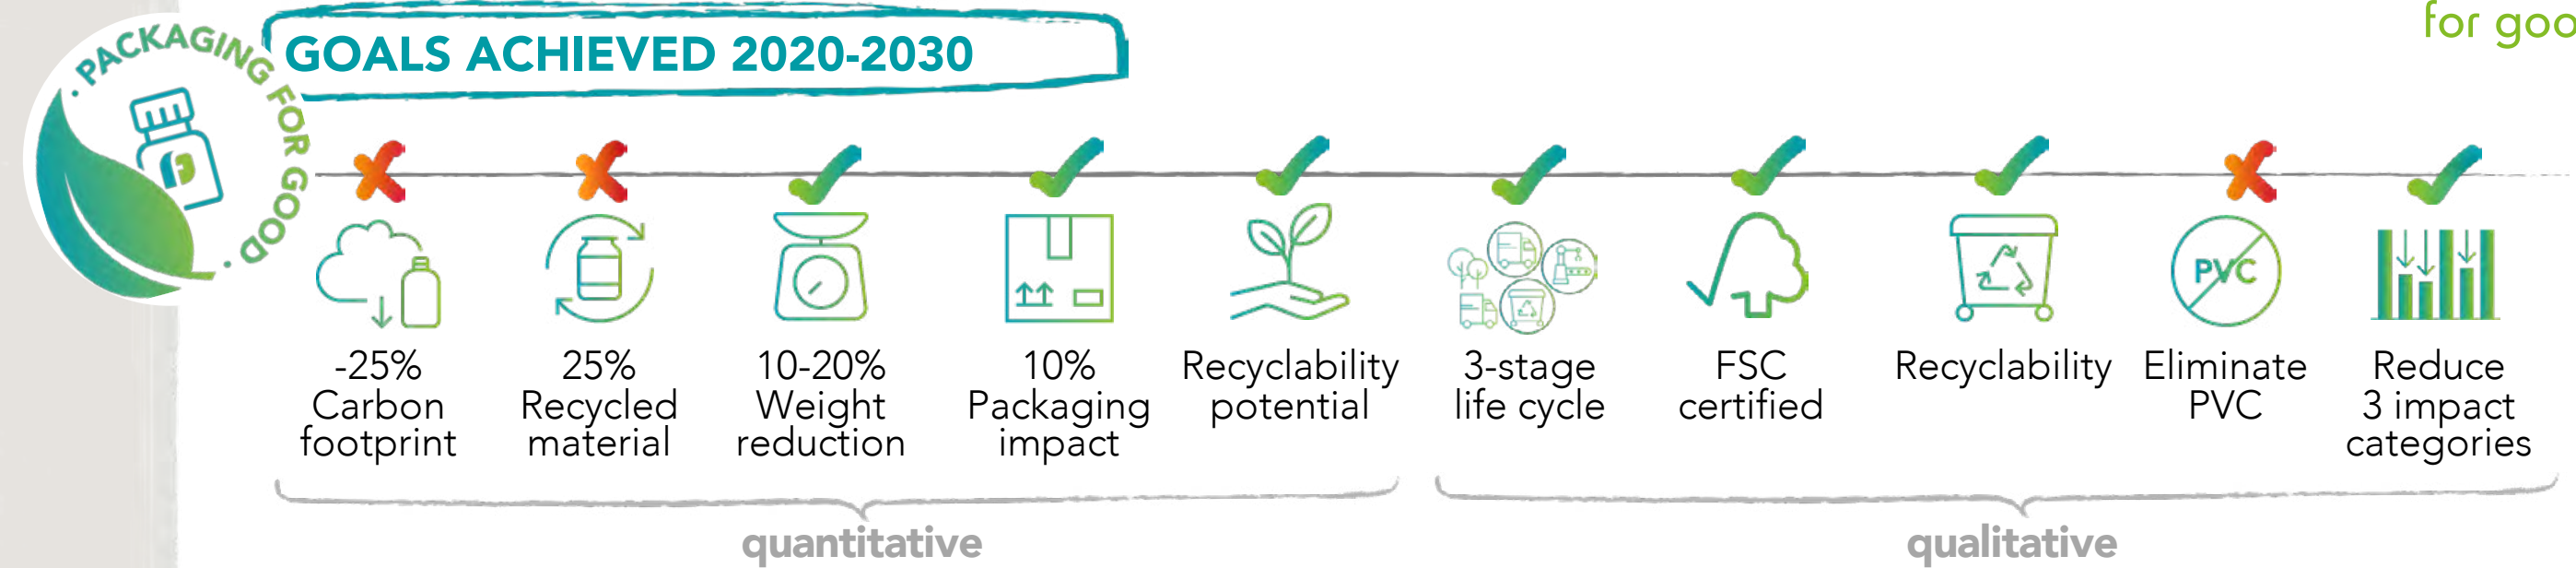 · PACKAGING FOR GOOD ·
GOALS ACHIEVED 2020-2030
for goo
-25%
Carbon
footprint
25%
Recycled
material
10-20%
Weight
reduction
10%
Packaging
impact
Recyclability
potential
3-stage
life cycle
FSC
certified
Recyclability
PVC
Eliminate
PVC
Reduce
3 impact
categories
quantitative
qualitative